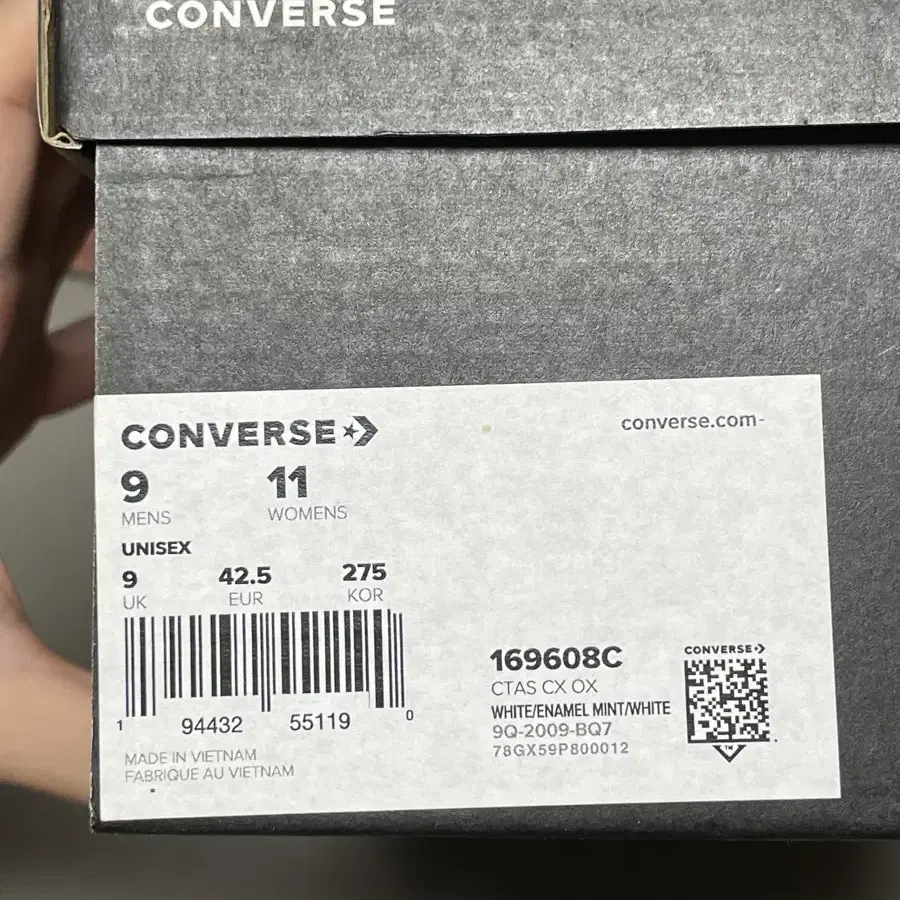 CONVERSE
CONVERSE
converse.com-
9 11
MENS WOMENS
UNISEX
9 42.5 275
UK EUR KOR
1 94432 55119 0
MADE IN VIETNAM
FABRIQUE AU VIETNAM
169608C
CTAS CX OX
WHITE/ENAMEL MINT/WHITE
9Q-2009-BQ7
78GX59P800012
CONVERSE